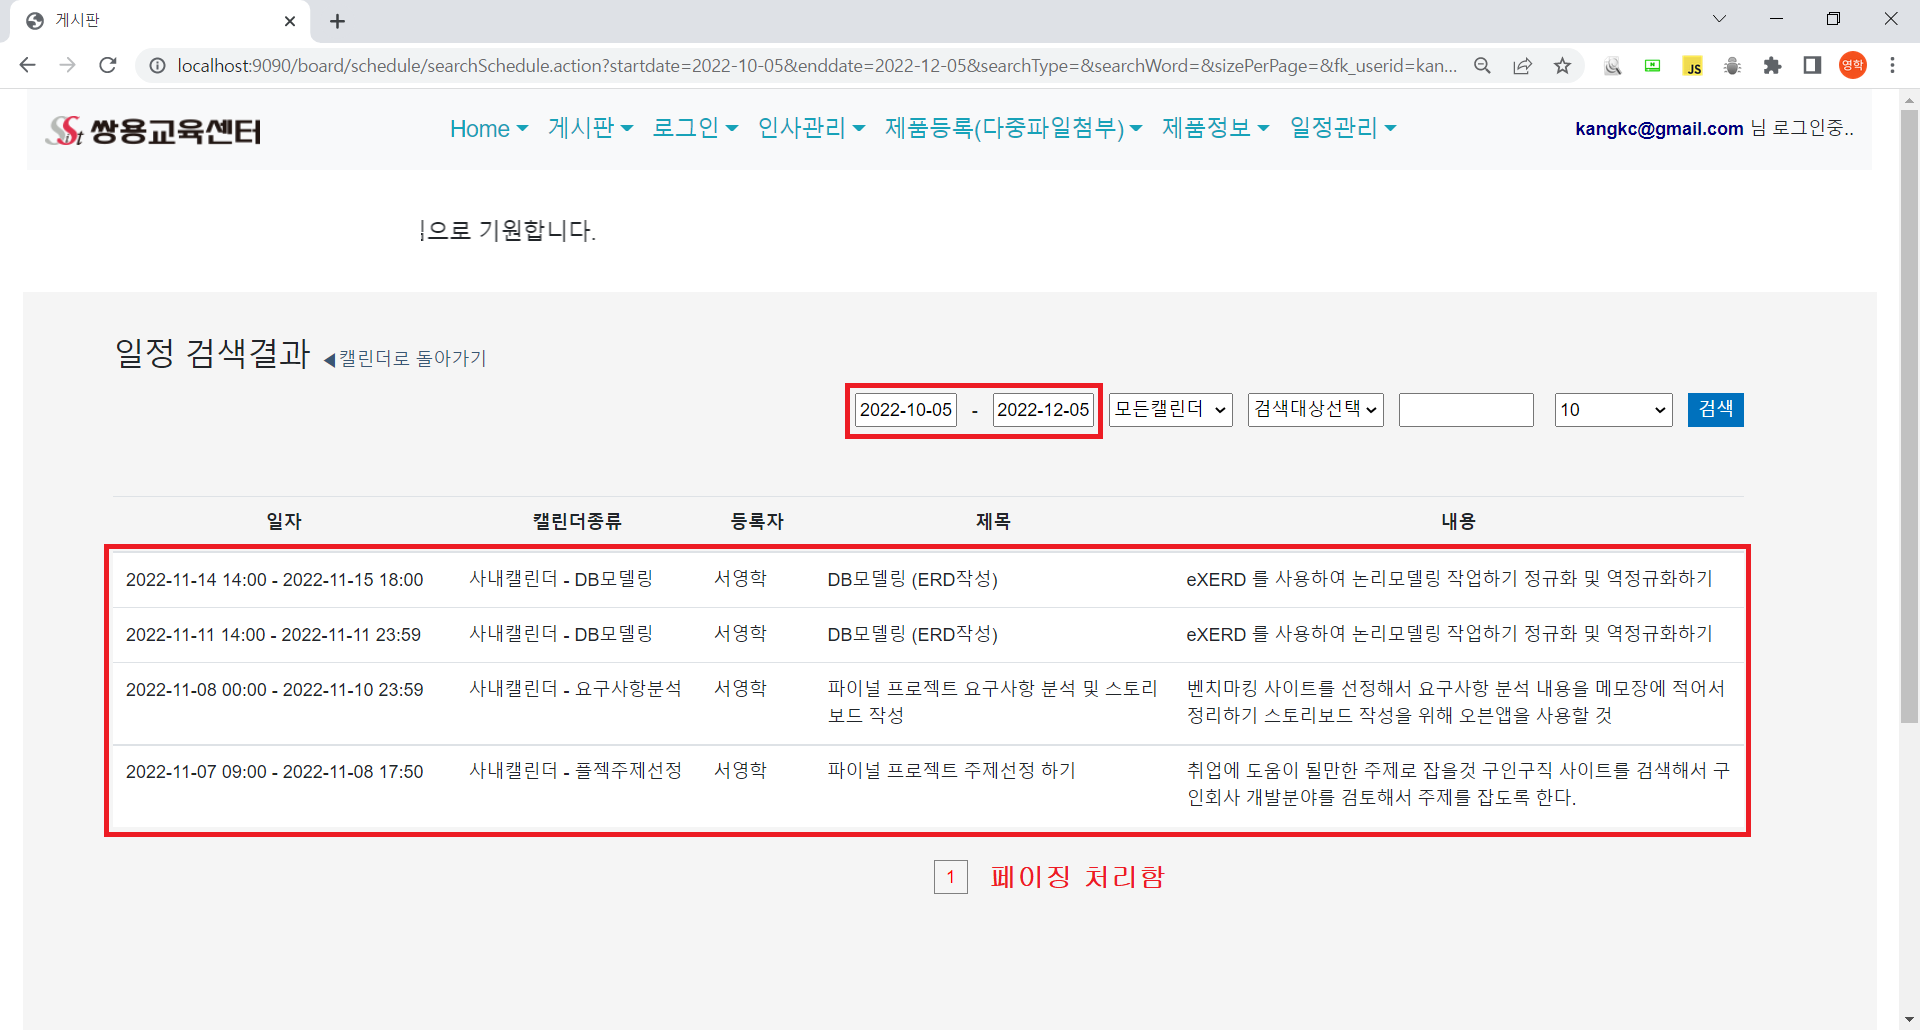 게시판
localhost:9090/board/schedule/searchSchedule.action?startdate=2022-10-05&enddate=2022-12-05&searchType=&searchWord=&sizePerPage=&fk_userid=kan...
JS
영학
Sist 쌍용교육센터
Home 게시판 로그인 인사관리 제품등록(다중파일첨부) 제품정보 일정관리
kangkc@gmail.com 님 로그인중..
으로 기원합니다.
일정 검색결과 ◀캘린더로 돌아가기
2022-10-05 - 2022-12-05 모든캘린더 검색대상선택 10 검색
일자 캘린더종류 등록자 제목 내용
2022-11-14 14:00 - 2022-11-15 18:00 사내캘린더 - DB모델링 서영학 DB모델링 (ERD작성) eXERD 를 사용하여 논리모델링 작업하기 정규화 및 역정규화하기
2022-11-11 14:00 - 2022-11-11 23:59 사내캘린더 - DB모델링 서영학 DB모델링 (ERD작성) eXERD 를 사용하여 논리모델링 작업하기 정규화 및 역정규화하기
2022-11-08 00:00 - 2022-11-10 23:59 사내캘린더 - 요구사항분석 서영학 파이널 프로젝트 요구사항 분석 및 스토리 벤치마킹 사이트를 선정해서 요구사항 분석 내용을 메모장에 적어서
보드 작성 정리하기 스토리보드 작성을 위해 오븐앱을 사용할 것
2022-11-07 09:00 - 2022-11-08 17:50 사내캘린더 - 플젝주제선정 서영학 파이널 프로젝트 주제선정 하기 취업에 도움이 될만한 주제로 잡을것 구인구직 사이트를 검색해서 구
인회사 개발분야를 검토해서 주제를 잡도록 한다.
1 페이징 처리함